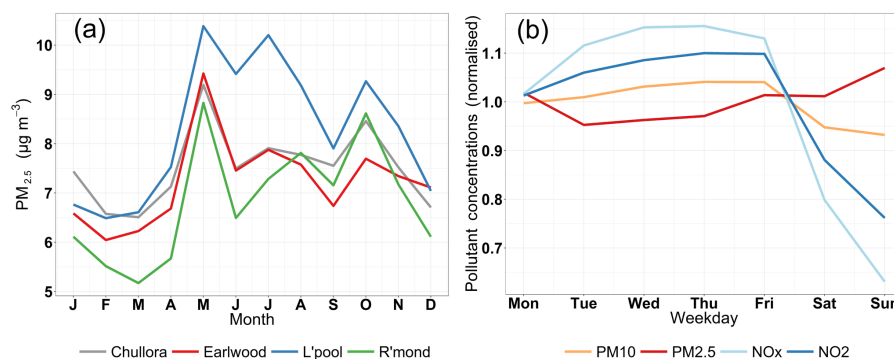 (a)
PM2.5 (µg m−3)
10
9
8
7
6
5
J F M A M J J A S O N D
Month
Chullora Earlwood L'pool R'mond
(b)
Pollutant concentrations (normalised)
1.1
1.0
0.9
0.8
0.7
Mon Tue Wed Thu Fri Sat Sun
Weekday
PM10 PM2.5 NOx NO2